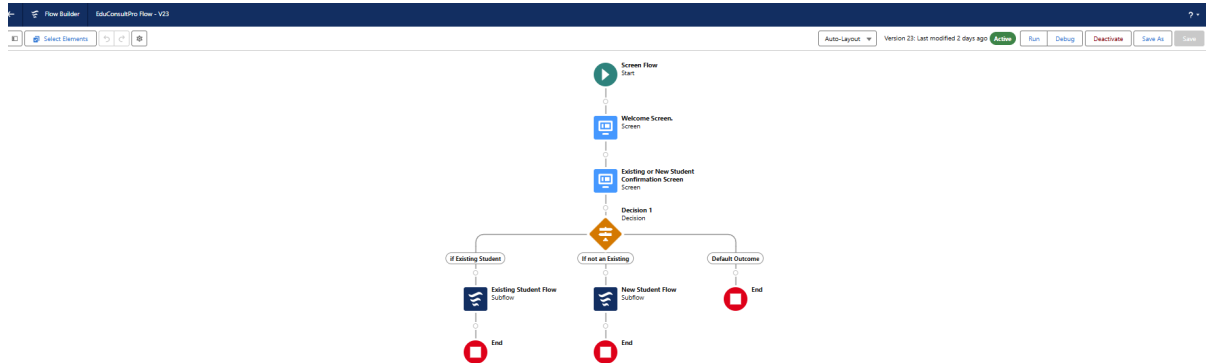 Flow Builder
EduConsultPro Flow - V23
?
Select Elements
Auto-Layout
Version 23: Last modified 2 days ago
Active
Run
Debug
Deactivate
Save As
Save
Screen Flow
Start
Welcome Screen.
Screen
Existing or New Student
Confirmation Screen
Screen
Decision 1
Decision
if Existing Student
If not an Existing
Default Outcome
Existing Student Flow
Subflow
New Student Flow
Subflow
End
End
End